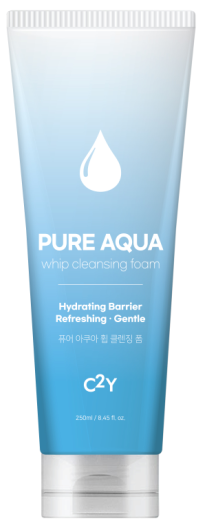 PURE AQUA
whip cleansing foam
Hydrating Barrier
Refreshing · Gentle
퓨어 아쿠아 휩 클렌징 폼
C2Y
250ml / 8.45 fl. oz.